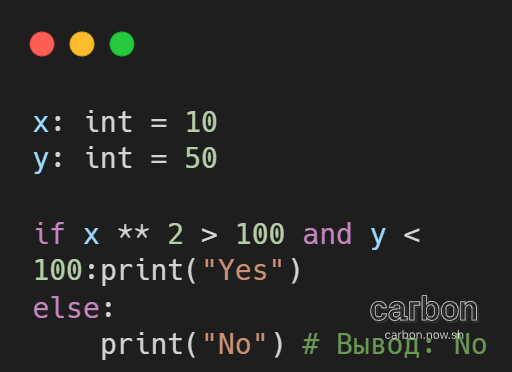 x: int = 10
y: int = 50
if x ** 2 > 100 and y <
100:print("Yes")
else:
    print("No") # Вывод: No
carbon
carbon.now.sh